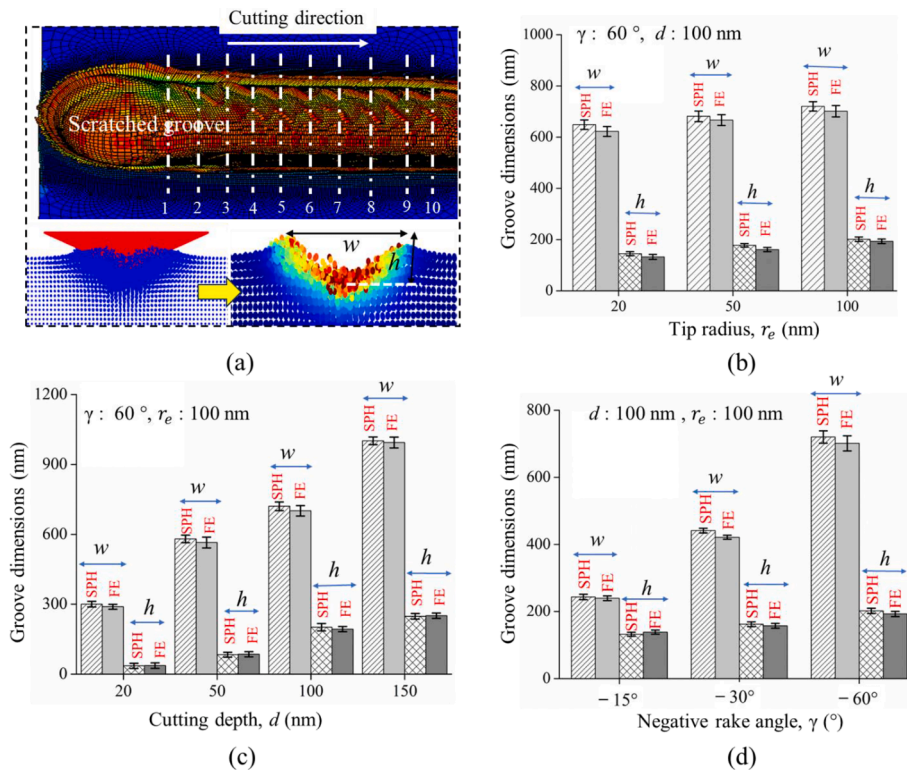 Cutting direction
Scratched groove
1 2 3 4 5 6 7 8 9 10
w
h
(a)
γ : 60 °, d : 100 nm
w
w
w
SPH
FE
SPH
FE
SPH
FE
h
h
h
SPH
FE
SPH
FE
SPH
FE
1000
800
600
400
200
0
Groove dimensions (nm)
20 50 100
Tip radius, rₑ (nm)
(b)
γ : 60 °, rₑ : 100 nm
w
w
w
w
SPH
FE
SPH
FE
SPH
FE
SPH
FE
h
h
h
h
SPH
FE
SPH
FE
SPH
FE
SPH
FE
1200
900
600
300
0
Groove dimensions (nm)
20 50 100 150
Cutting depth, d (nm)
(c)
d : 100 nm , rₑ : 100 nm
w
w
w
SPH
FE
SPH
FE
SPH
FE
h
h
h
SPH
FE
SPH
FE
SPH
FE
800
600
400
200
0
Groove dimensions (nm)
−15° −30° −60°
Negative rake angle, γ (°)
(d)